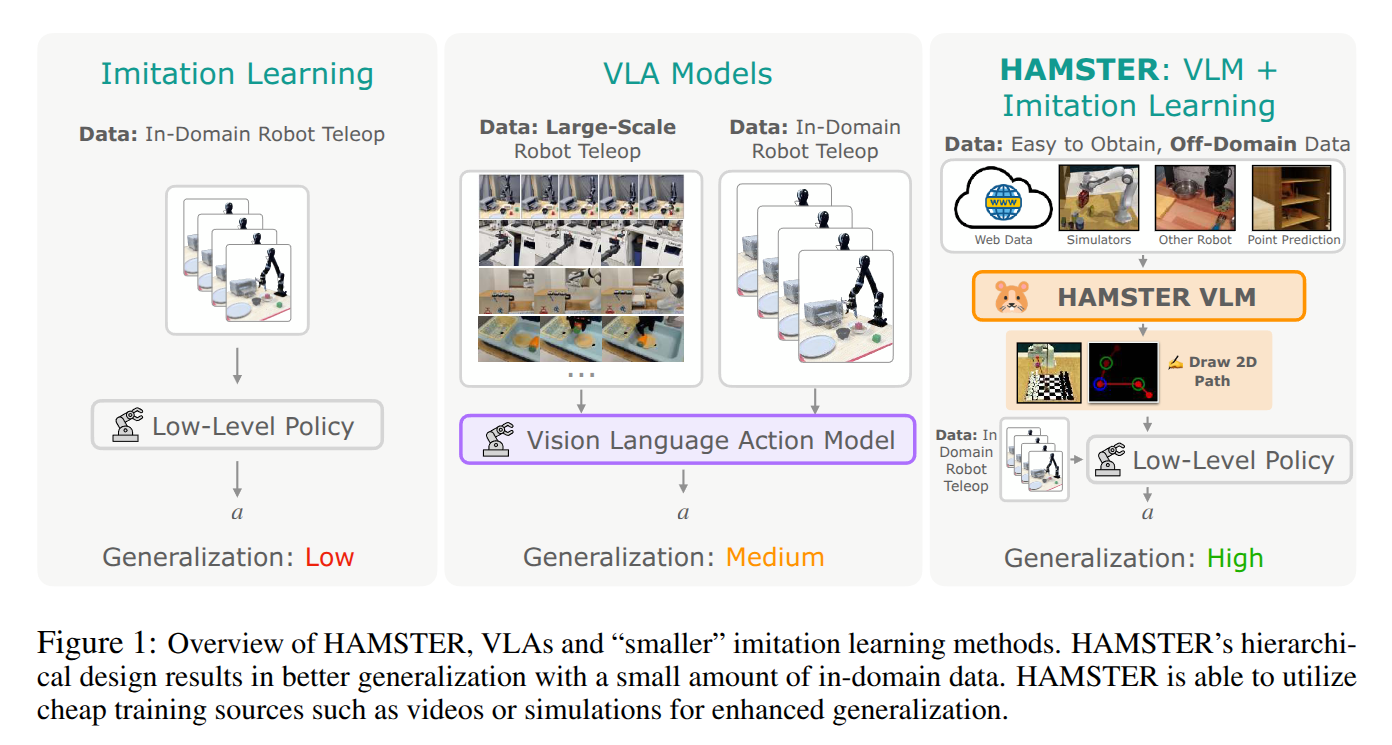 Imitation Learning
Data: In-Domain Robot Teleop
Low-Level Policy
a
Generalization: Low
VLA Models
Data: Large-Scale
Robot Teleop
Data: In-Domain
Robot Teleop
...
Vision Language Action Model
a
Generalization: Medium
HAMSTER: VLM +
Imitation Learning
Data: Easy to Obtain, Off-Domain Data
WWW
Web Data
Simulators
Other Robot
Point Prediction
HAMSTER VLM
Draw 2D
Path
Data: In
Domain
Robot
Teleop
Low-Level Policy
a
Generalization: High
Figure 1: Overview of HAMSTER, VLAs and “smaller” imitation learning methods. HAMSTER’s hierarchi-
cal design results in better generalization with a small amount of in-domain data. HAMSTER is able to utilize
cheap training sources such as videos or simulations for enhanced generalization.